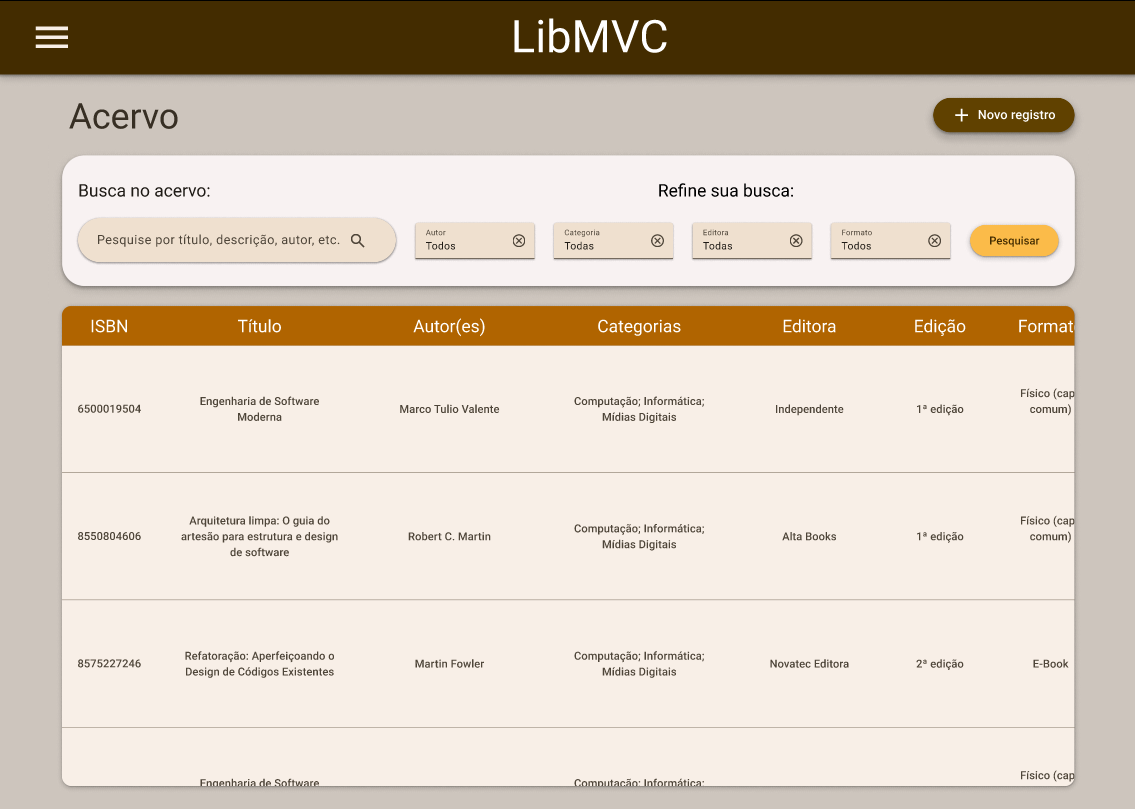 LibMVC
Acervo
Novo registro
Busca no acervo:
Refine sua busca:
Pesquise por título, descrição, autor, etc.
Autor
Todos
Categoria
Todas
Editora
Todas
Formato
Todos
Pesquisar
ISBN Título Autor(es) Categorias Editora Edição Format
6500019504
Engenharia de Software
Moderna
Marco Tulio Valente
Computação; Informática;
Mídias Digitais
Independente
1ª edição
Físico (cap
comum)
8550804606
Arquitetura limpa: O guia do
artesão para estrutura e design
de software
Robert C. Martin
Computação; Informática;
Mídias Digitais
Alta Books
1ª edição
Físico (cap
comum)
8575227246
Refatoração: Aperfeiçoando o
Design de Códigos Existentes
Martin Fowler
Computação; Informática;
Mídias Digitais
Novatec Editora
2ª edição
E-Book
Engenharia de Software
Computação; Informática;
Físico (cap